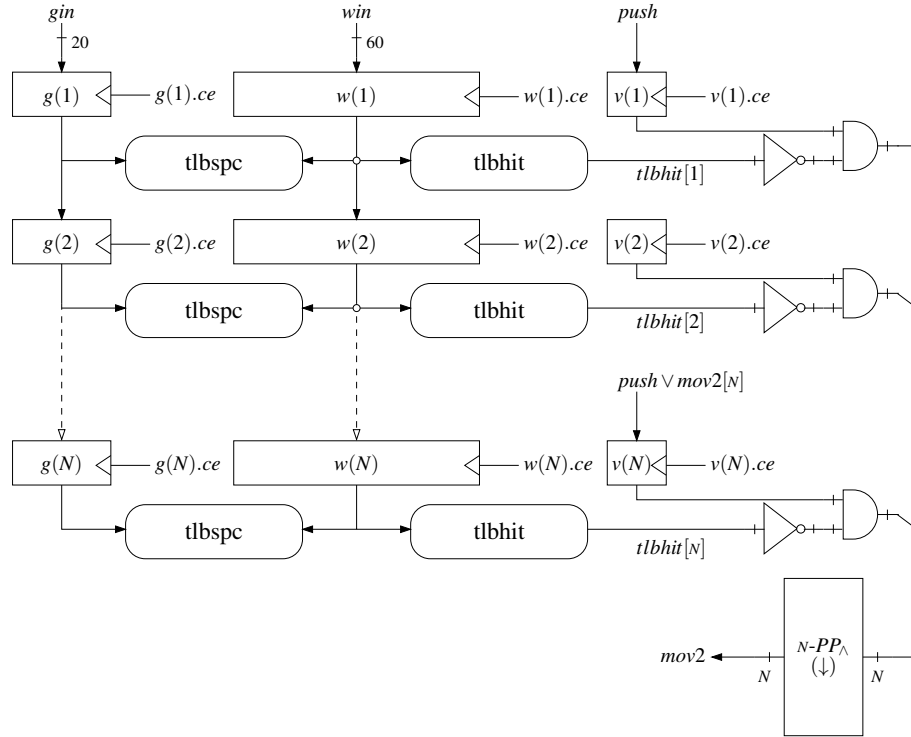 gin win push
20 60
g(1) g(1).ce w(1) w(1).ce v(1) v(1).ce
tlbspc tlbhit
tlbhit[1]
g(2) g(2).ce w(2) w(2).ce v(2) v(2).ce
tlbspc tlbhit
tlbhit[2]
push ∨ mov2[N]
g(N) g(N).ce w(N) w(N).ce v(N) v(N).ce
tlbspc tlbhit
tlbhit[N]
N-PP∧
mov2 (↓)
N N